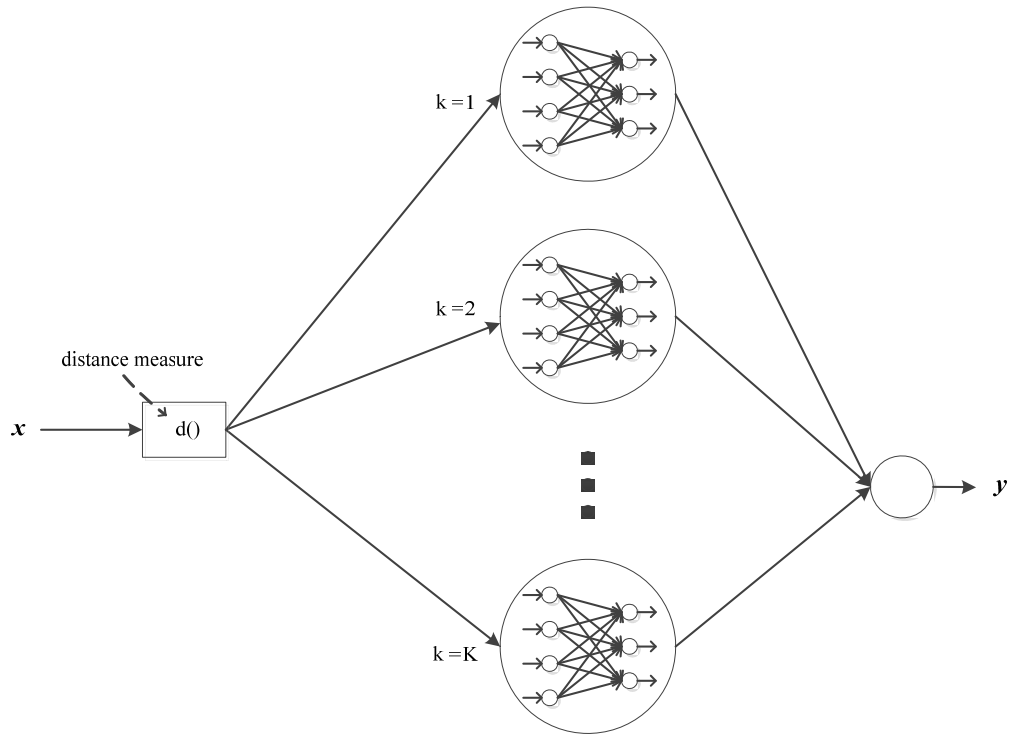 k =1
k =2
distance measure
x
d()
y
k =K